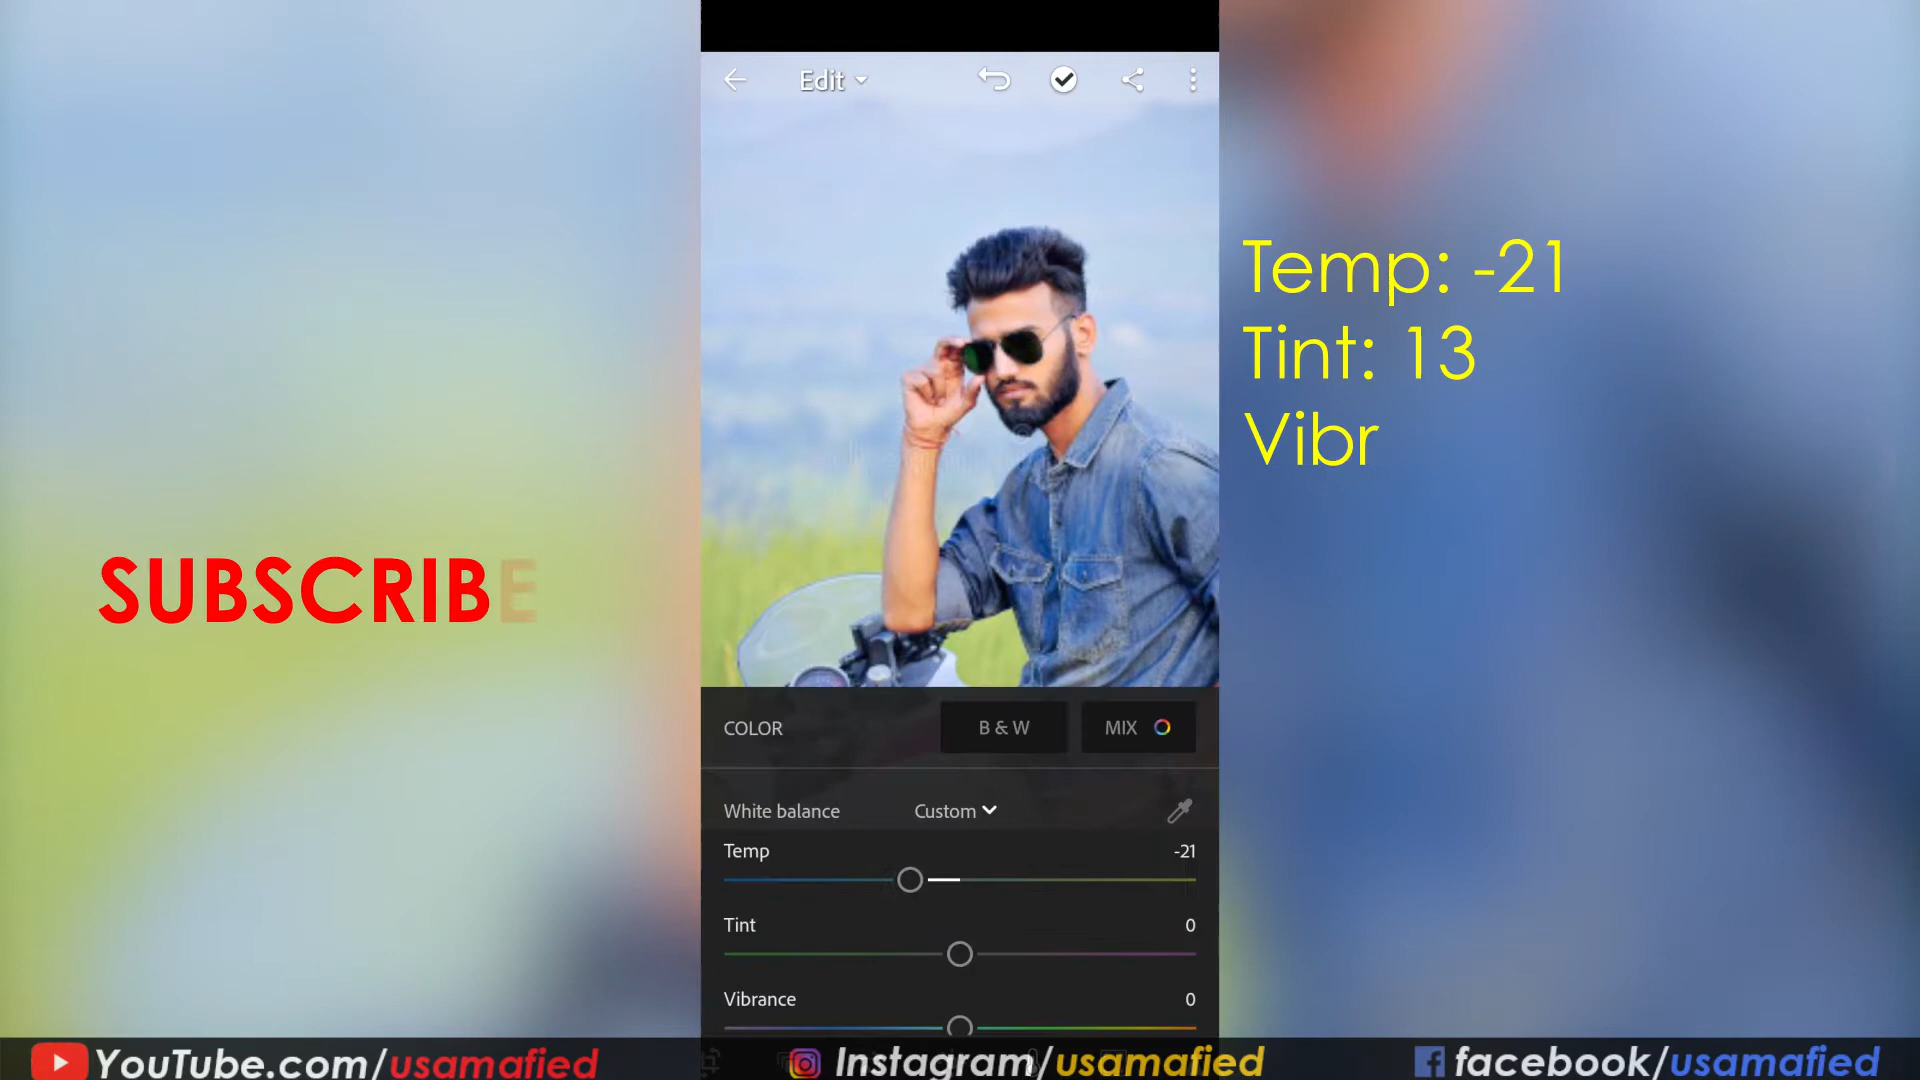 Edit
Temp: -21
Tint: 13
Vibr
SUBSCRIBE
COLOR
B & W
MIX
White balance
Custom
Temp
-21
Tint
0
Vibrance
0
YouTube.com/usamafied
Instagram/usamafied
facebook/usamafied